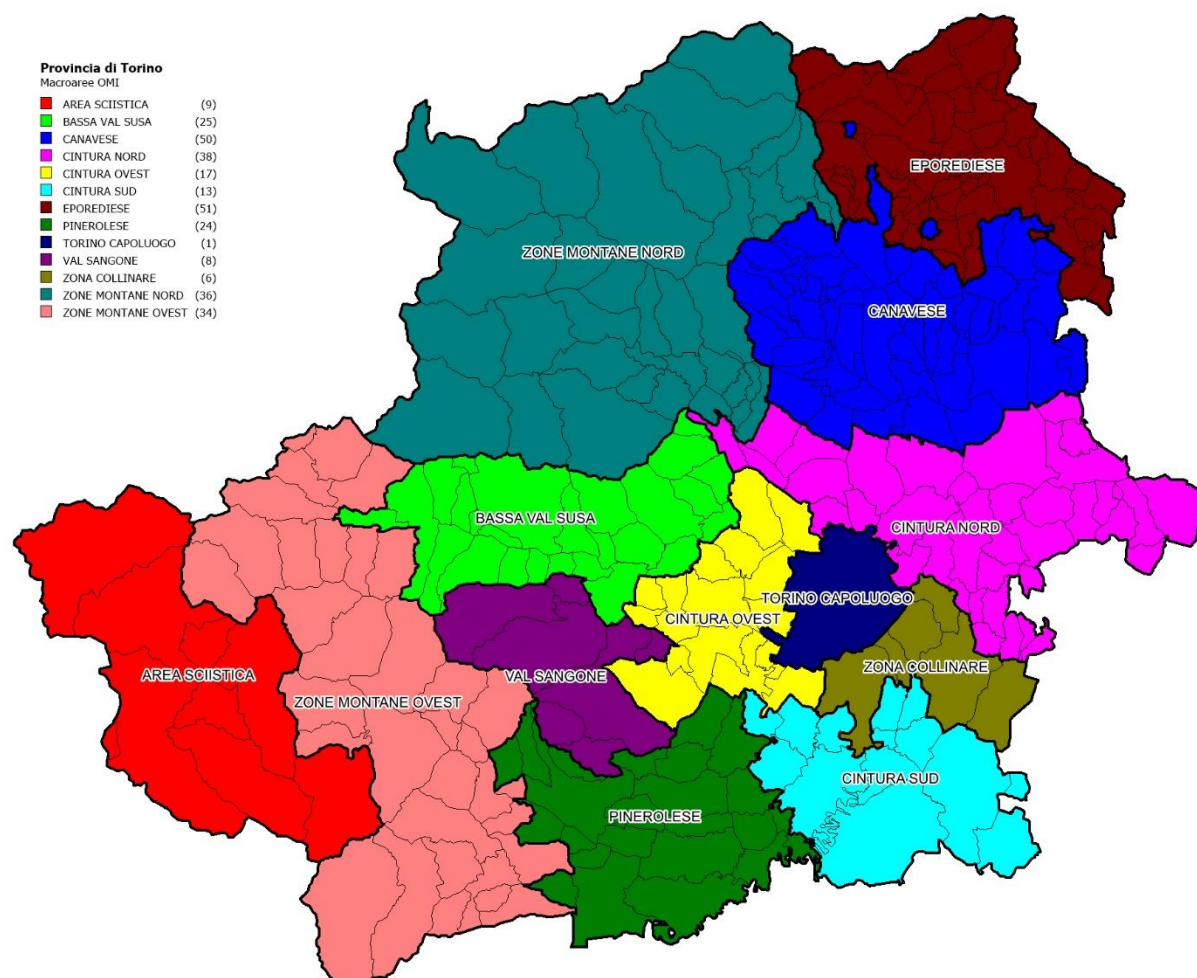 Provincia di Torino
Macroaree OMI
AREA SCIISTICA (9)
BASSA VAL SUSA (25)
CANAVESE (50)
CINTURA NORD (38)
CINTURA OVEST (17)
CINTURA SUD (13)
EPOREDIESE (51)
PINEROLESE (24)
TORINO CAPOLUOGO (1)
VAL SANGONE (8)
ZONA COLLINARE (6)
ZONE MONTANE NORD (36)
ZONE MONTANE OVEST (34)
EPOREDIESE
ZONE MONTANE NORD
CANAVESE
BASSA VAL SUSA
CINTURA NORD
TORINO CAPOLUOGO
CINTURA OVEST
ZONA COLLINARE
AREA SCIISTICA
VAL SANGONE
ZONE MONTANE OVEST
CINTURA SUD
PINEROLESE